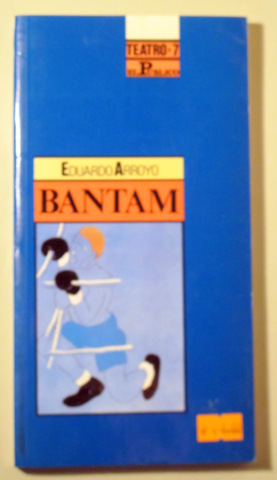 TEATRO-7
EL PÚBLICO
EDUARDO ARROYO
BANTAM